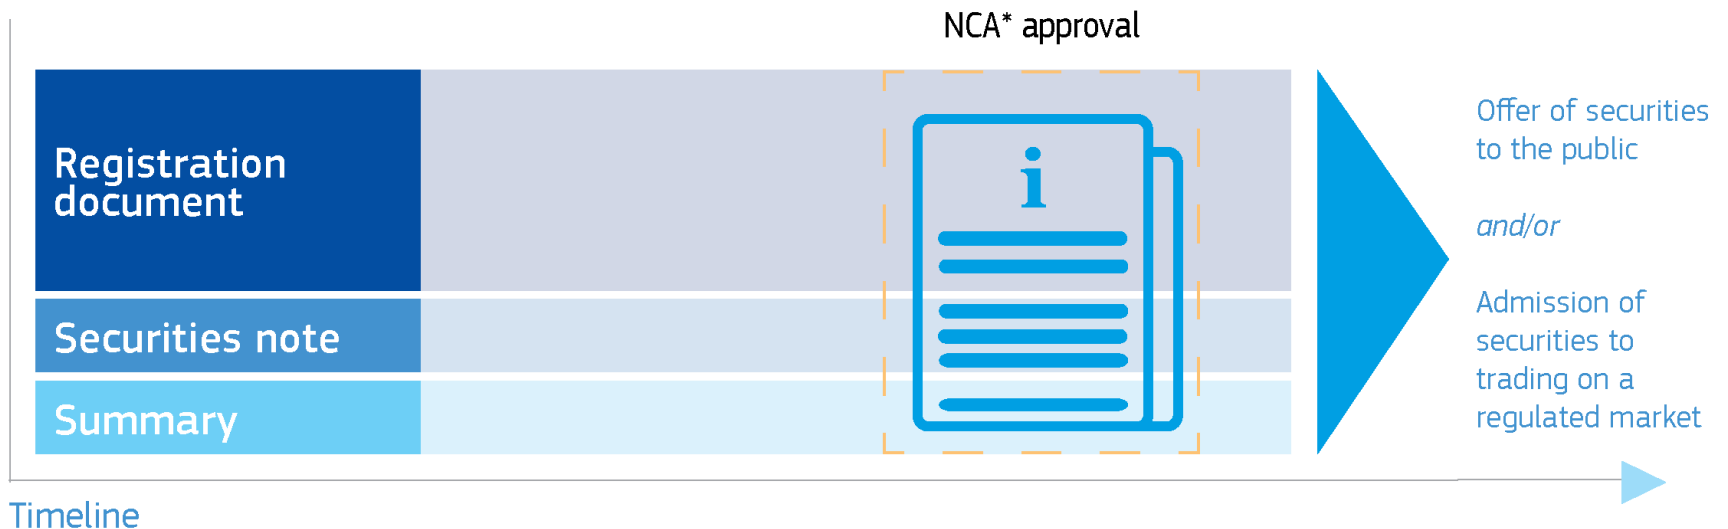 NCA* approval
Registration
document
Securities note
Summary
i
Offer of securities
to the public
and/or
Admission of
securities to
trading on a
regulated market
Timeline